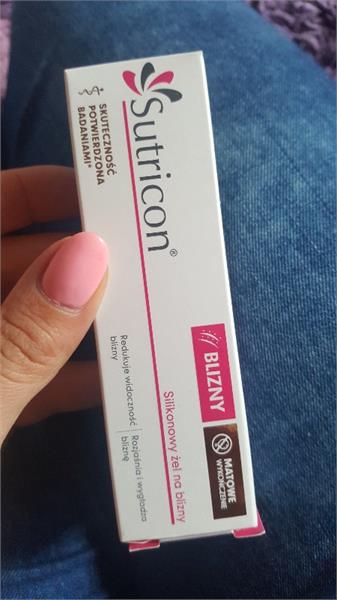 SKUTECZNOŚĆ
POTWIERDZONA
BADANIAMI*
Sutricon®
BLIZNY
MATOWE
WYKOŃCZENIE
Silikonowy żel na blizny
Redukuje widoczność
blizny
Rozjaśnia i wygładza
bliznę